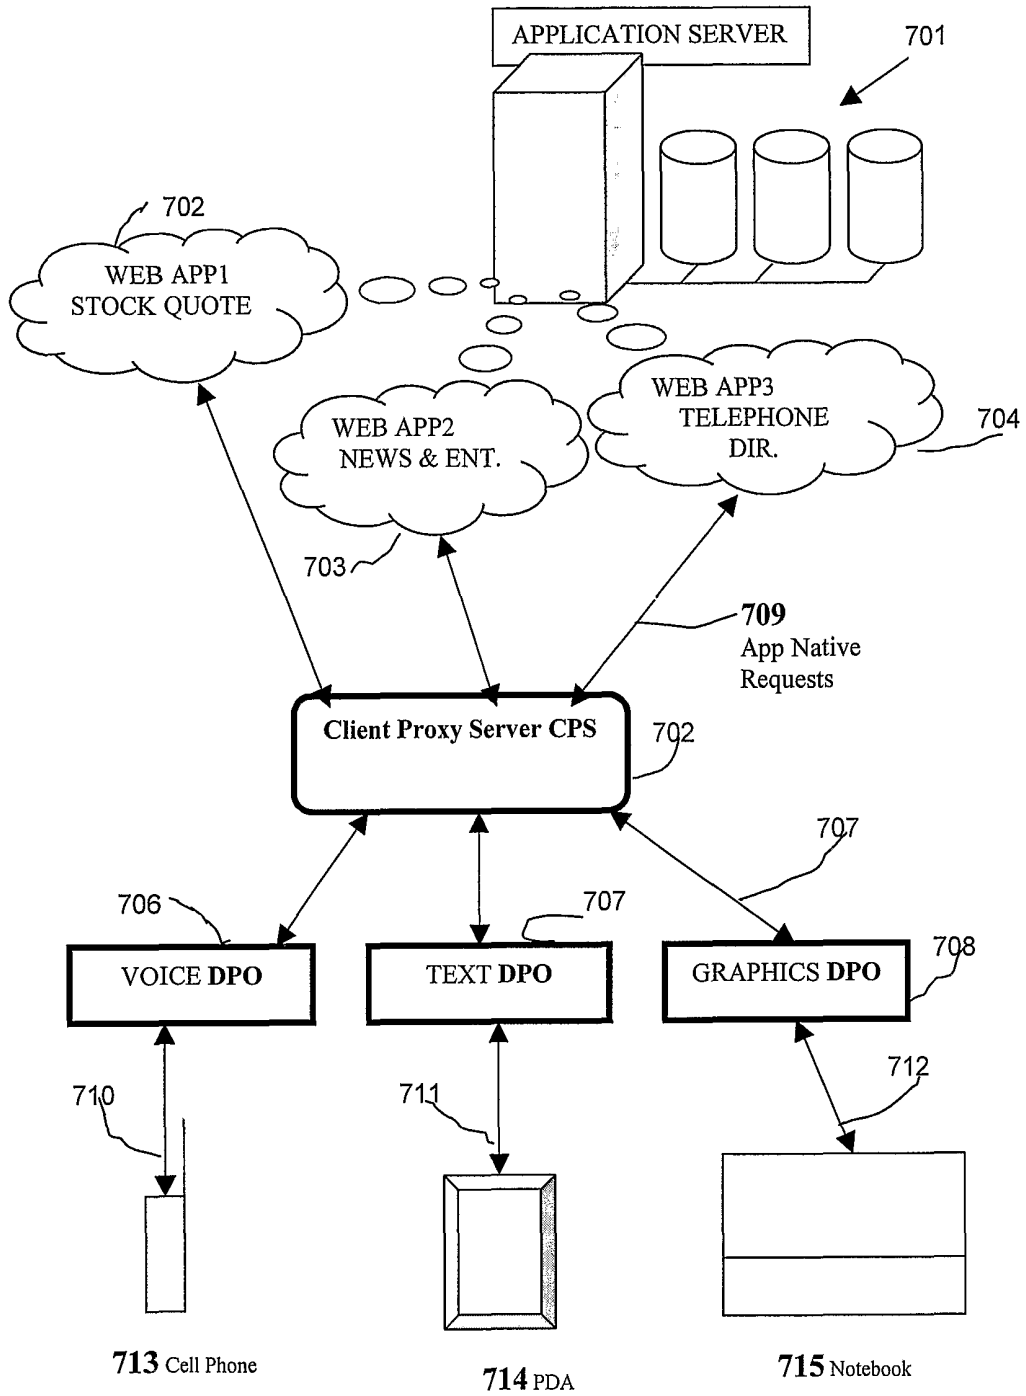 APPLICATION SERVER
701
702
WEB APP1
STOCK QUOTE
WEB APP2
NEWS & ENT.
WEB APP3
TELEPHONE
DIR.
704
703
709
App Native
Requests
Client Proxy Server CPS
702
707
706
707
708
VOICE DPO
TEXT DPO
GRAPHICS DPO
710
711
712
713 Cell Phone
714 PDA
715 Notebook